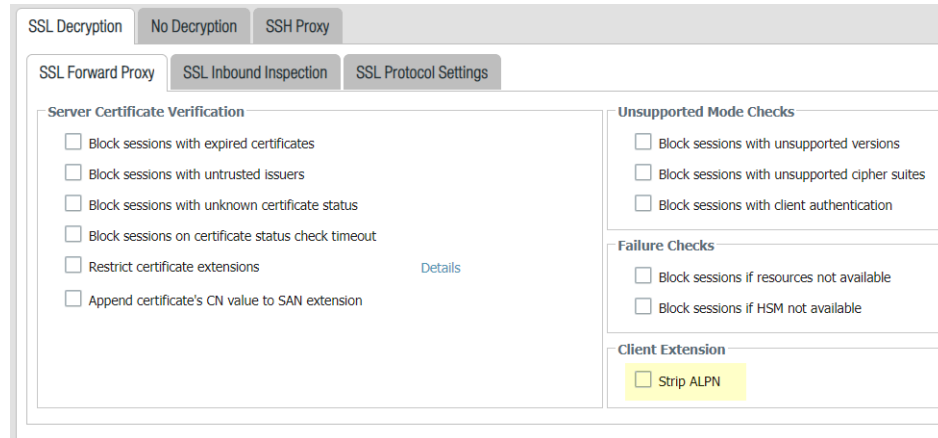 SSL Decryption No Decryption SSH Proxy
SSL Forward Proxy SSL Inbound Inspection SSL Protocol Settings
Server Certificate Verification
Block sessions with expired certificates
Block sessions with untrusted issuers
Block sessions with unknown certificate status
Block sessions on certificate status check timeout
Restrict certificate extensions Details
Append certificate's CN value to SAN extension
Unsupported Mode Checks
Block sessions with unsupported versions
Block sessions with unsupported cipher suites
Block sessions with client authentication
Failure Checks
Block sessions if resources not available
Block sessions if HSM not available
Client Extension
Strip ALPN